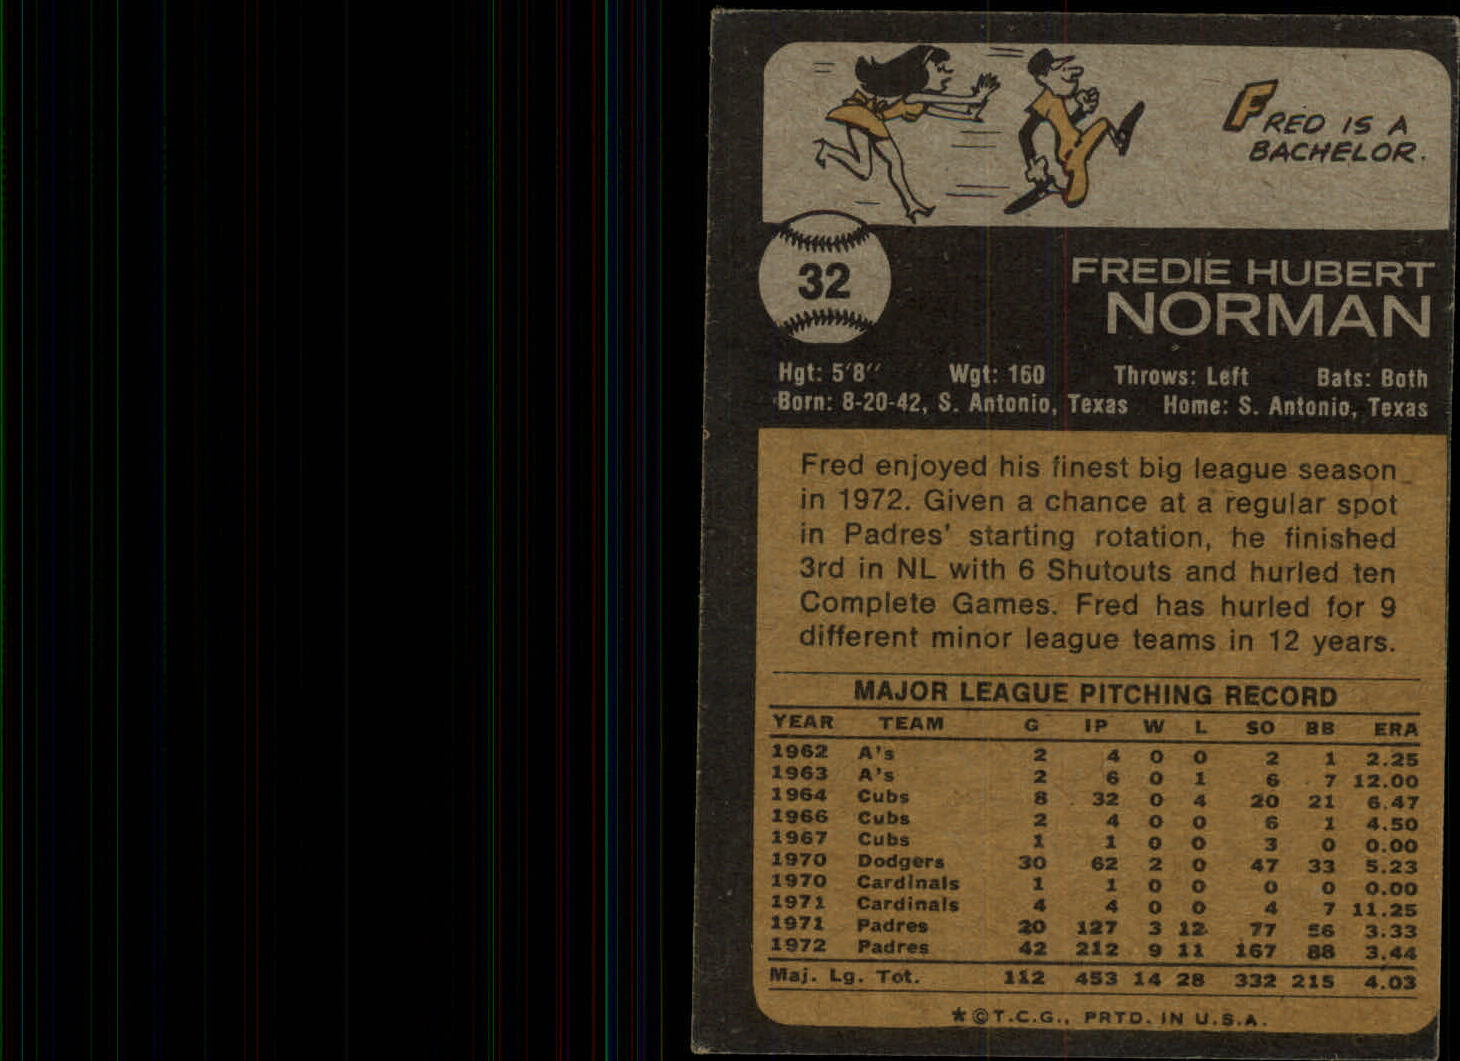 FRED IS A
BACHELOR.
32
FREDIE HUBERT
NORMAN
Hgt: 5'8" Wgt: 160 Throws: Left Bats: Both
Born: 8-20-42, S. Antonio, Texas Home: S. Antonio, Texas
Fred enjoyed his finest big league season
in 1972. Given a chance at a regular spot
in Padres' starting rotation, he finished
3rd in NL with 6 Shutouts and hurled ten
Complete Games. Fred has hurled for 9
different minor league teams in 12 years.
MAJOR LEAGUE PITCHING RECORD
YEAR TEAM G IP W L SO BB ERA
1962 A's 2 4 0 0 2 1 2.25
1963 A's 2 6 0 1 6 7 12.00
1964 Cubs 8 32 0 4 20 21 6.47
1966 Cubs 2 4 0 0 6 1 4.50
1967 Cubs 1 1 0 0 3 0 0.00
1970 Dodgers 30 62 2 0 47 33 5.23
1970 Cardinals 1 1 0 0 0 0 0.00
1971 Cardinals 4 4 0 0 4 7 11.25
1971 Padres 20 127 3 12 77 56 3.33
1972 Padres 42 212 9 11 167 88 3.44
Maj. Lg. Tot. 112 453 14 28 332 215 4.03
*©T.C.G., PRTD. IN U.S.A.